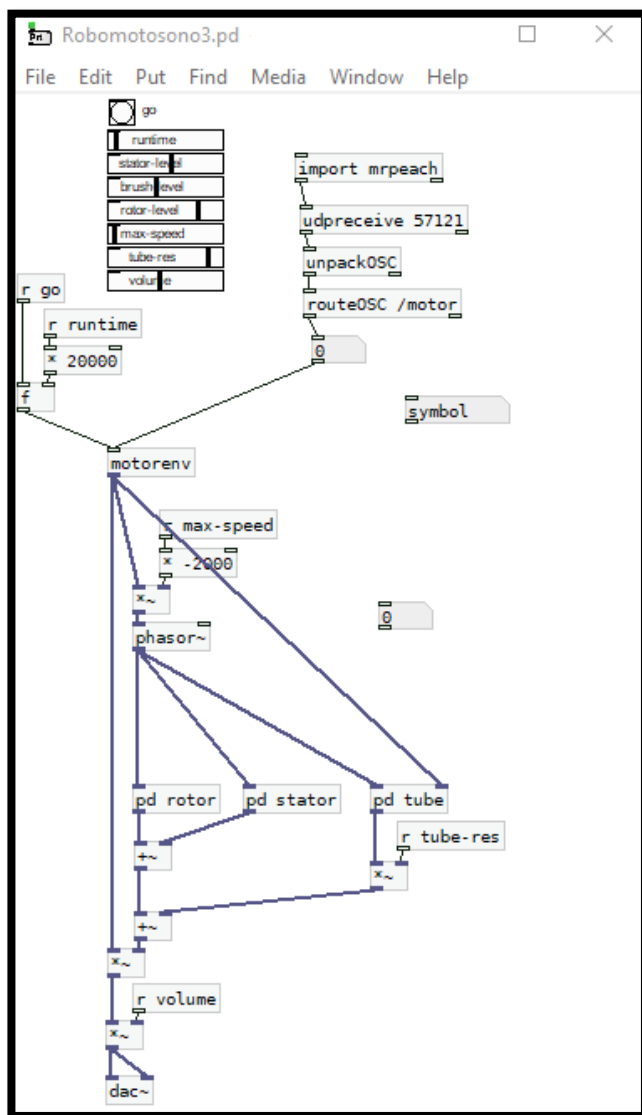 Robomotosono3.pd
File Edit Put Find Media Window Help
go
runtime
stator-level
brush-level
rotor-level
max-speed
tube-res
volume
import mrpeach
udpreceive 57121
unpackOSC
routeOSC /motor
0
r go
r runtime
* 20000
f
symbol
motorenv
r max-speed
* -2000
*~
0
phasor~
pd rotor
pd stator
pd tube
r tube-res
+~
*~
+~
*~
r volume
*~
dac~